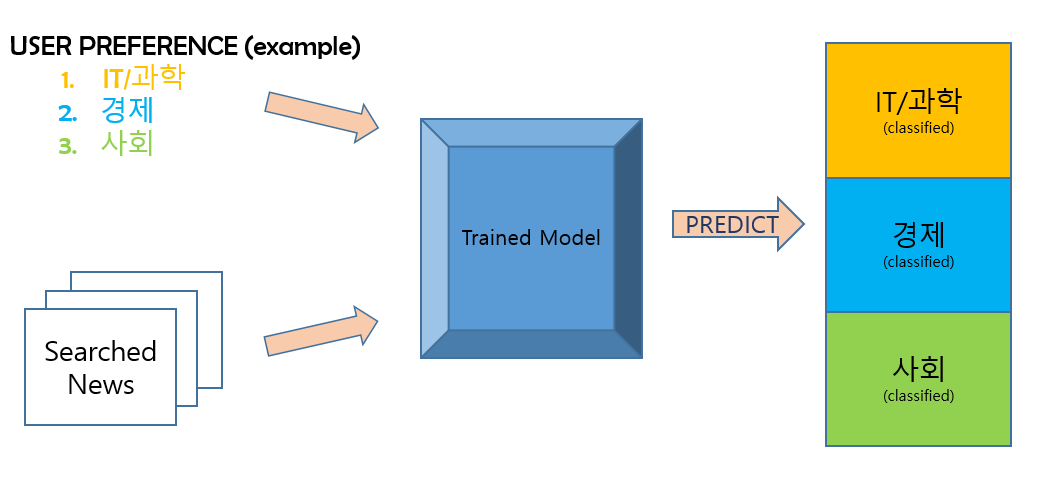 USER PREFERENCE (example)
1. IT/과학
2. 경제
3. 사회
Searched
News
Trained Model
PREDICT
IT/과학
(classified)
경제
(classified)
사회
(classified)